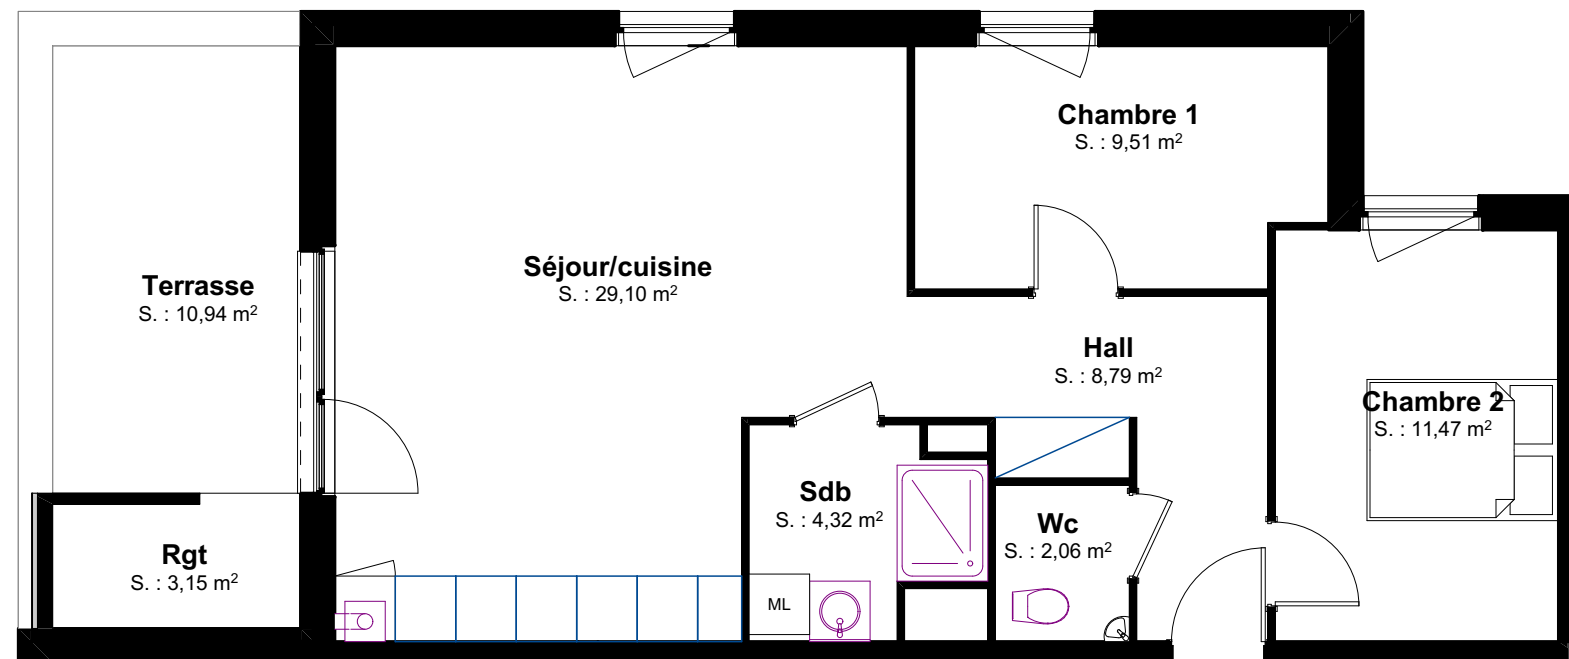 Chambre 1
S. : 9,51 m²
Séjour/cuisine
S. : 29,10 m²
Terrasse
S. : 10,94 m²
Hall
S. : 8,79 m²
Chambre 2
S. : 11,47 m²
Sdb
S. : 4,32 m²
Wc
S. : 2,06 m²
Rgt
S. : 3,15 m²
ML